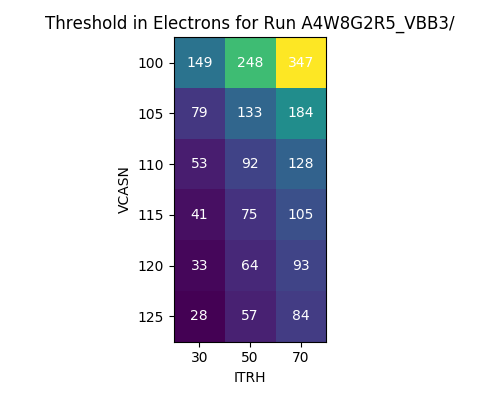 Threshold in Electrons for Run A4W8G2R5_VBB3/
100 149 248 347
105 79 133 184
110 53 92 128
VCASN
115 41 75 105
120 33 64 93
125 28 57 84
30 50 70
ITRH